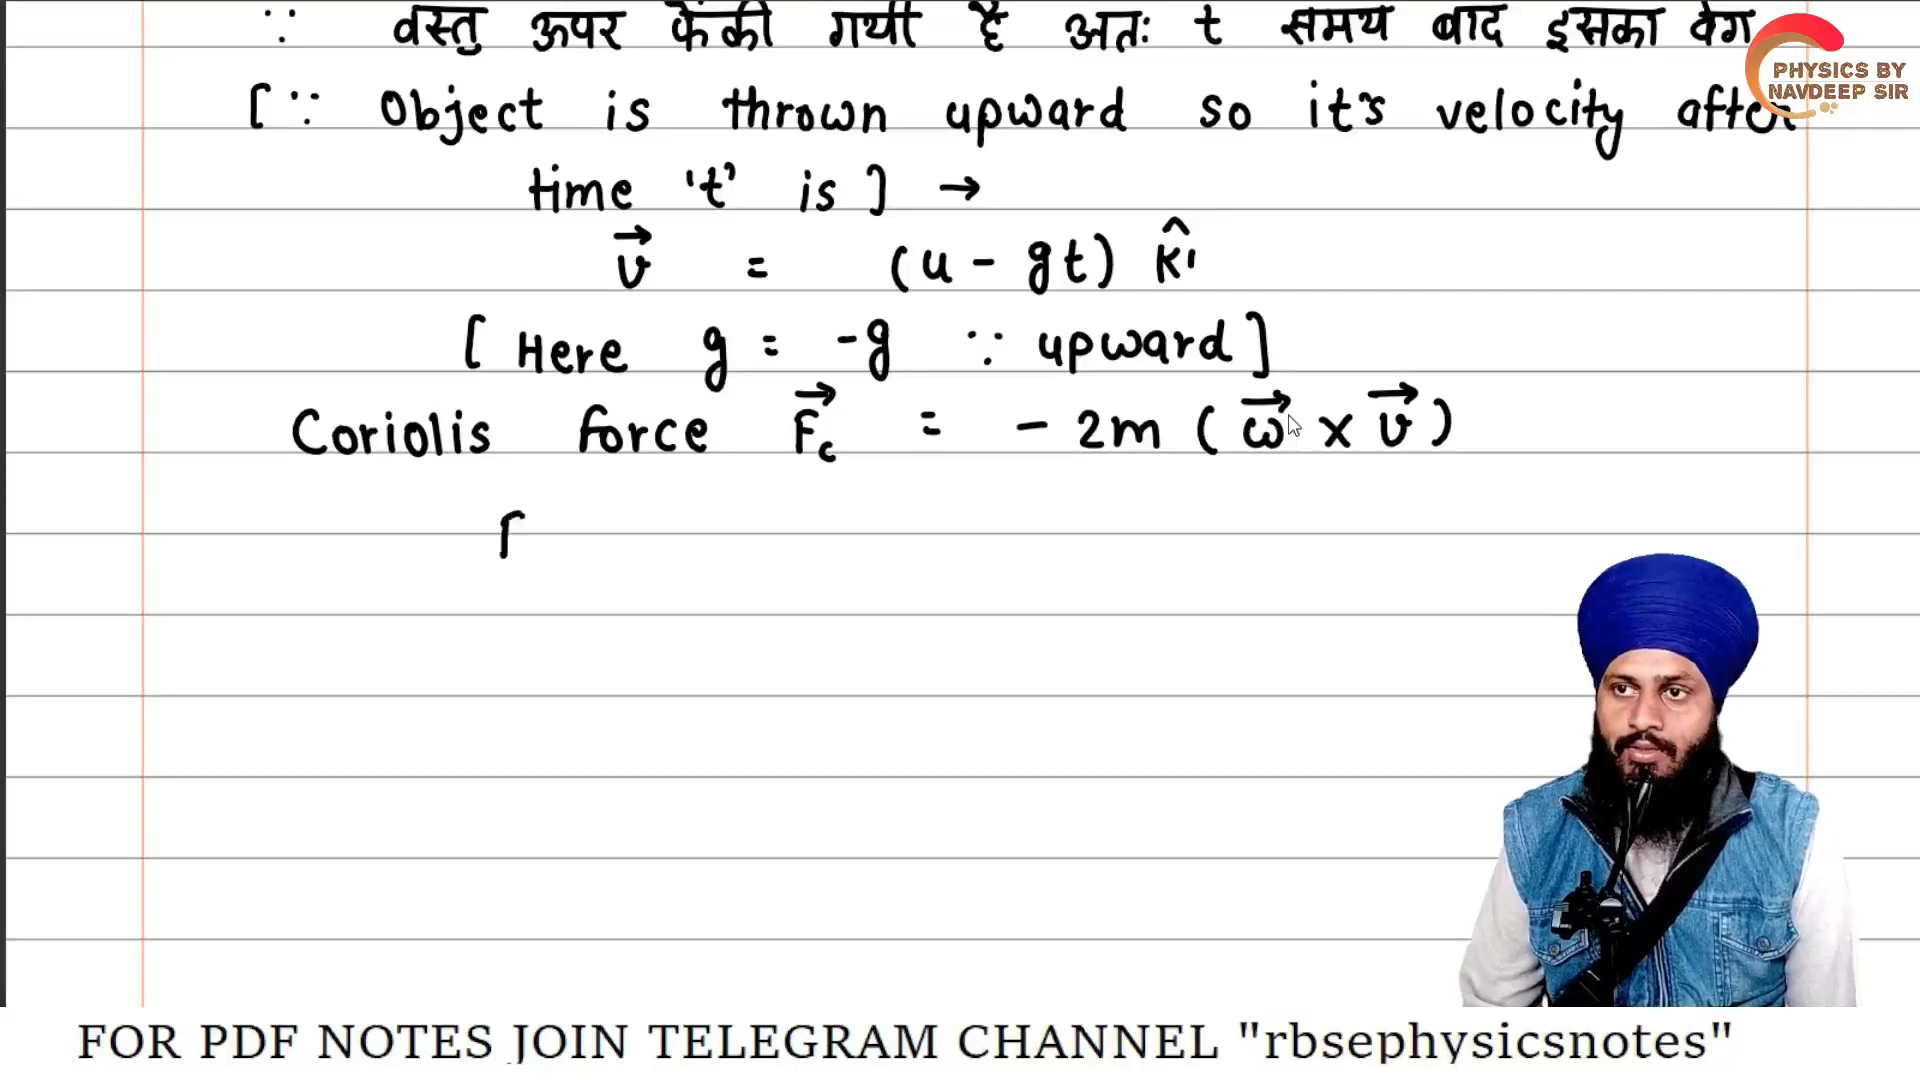 ∵ वस्तु ऊपर फेंकी गयी है अतः t समय बाद इसका वेग
[ ∵ Object is thrown upward so it's velocity after
time 't' is ] →
v⃗ = (u - gt) k̂'
[ Here g = -g ∵ upward ]
Coriolis force F⃗c = - 2m ( ω⃗ × v⃗ )
[
PHYSICS BY
NAVDEEP SIR
FOR PDF NOTES JOIN TELEGRAM CHANNEL "rbsephysicsnotes"